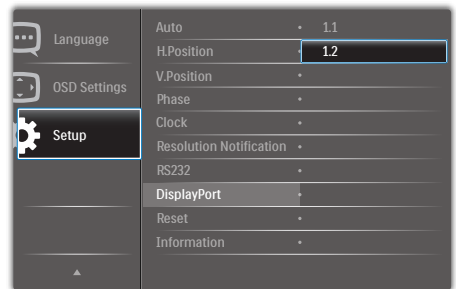 Language
OSD Settings
Setup
Auto
H.Position
V.Position
Phase
Clock
Resolution Notification
RS232
DisplayPort
Reset
Information
1.1
1.2